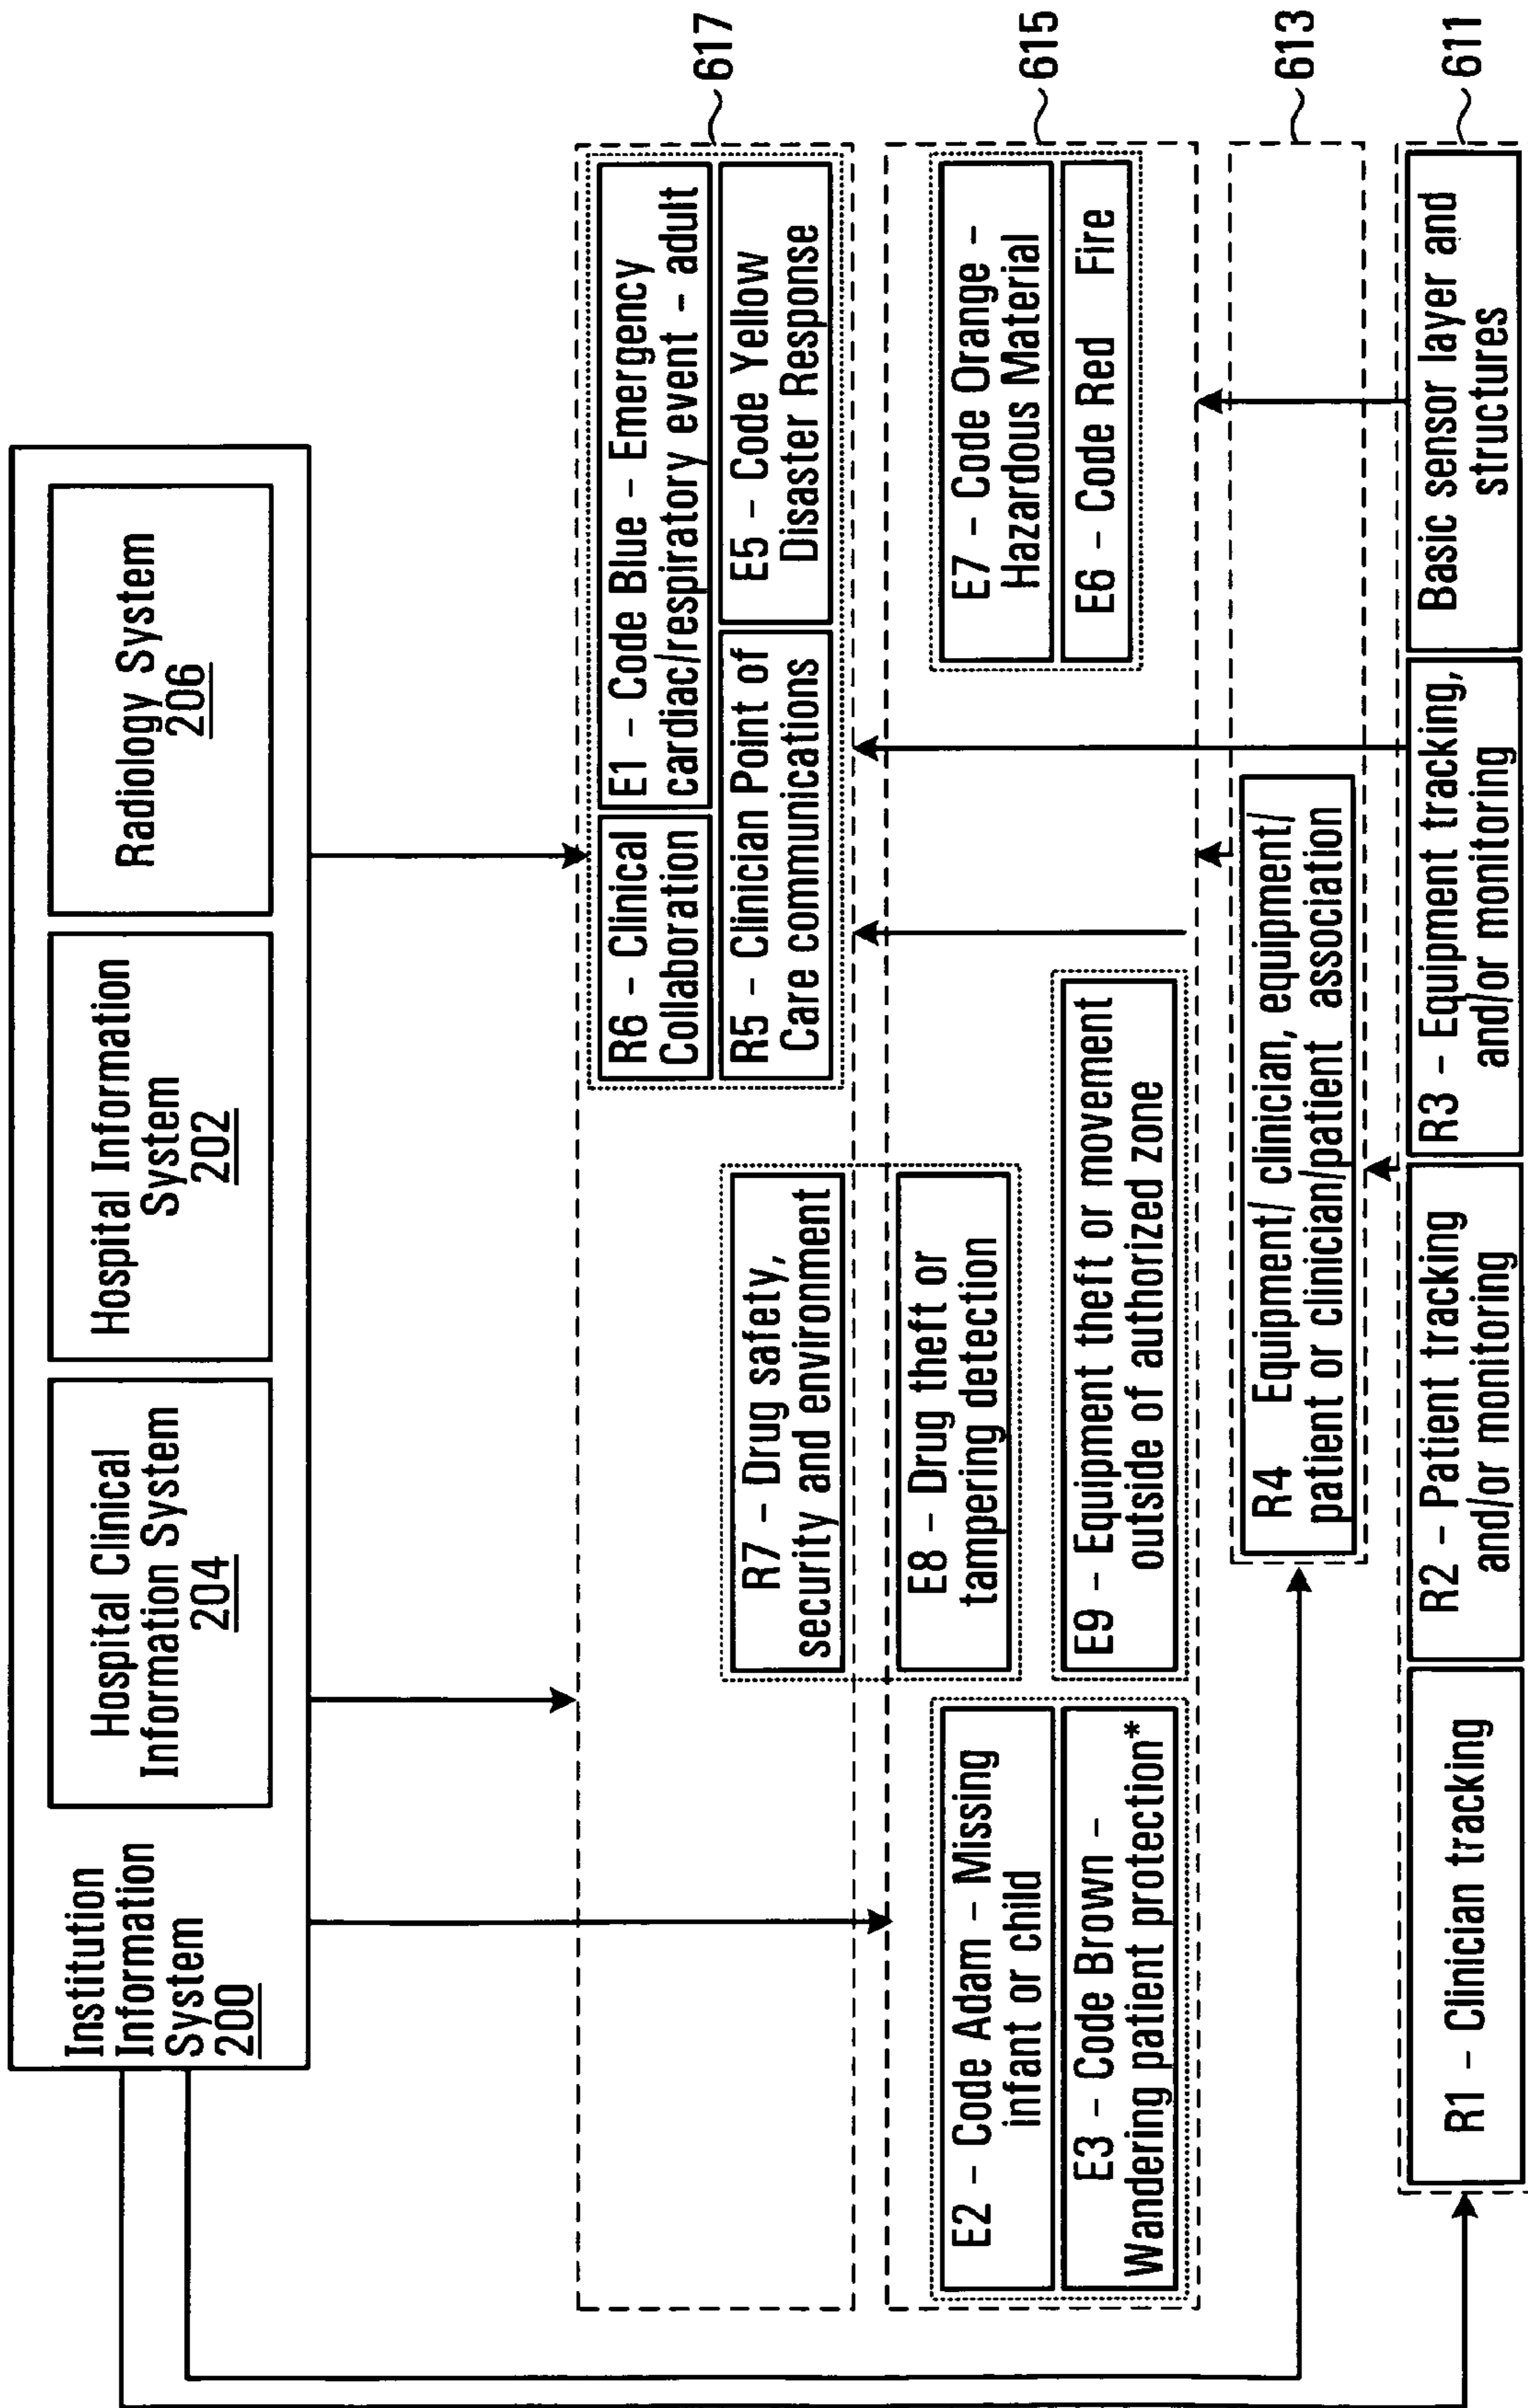 Institution
Information
System
200
Hospital Clinical
Information System
204
Hospital Information
System
202
Radiology System
206
R6 – Clinical
Collaboration
E1 – Code Blue – Emergency
cardiac/respiratory event – adult
R5 – Clinician Point of
Care communications
E5 – Code Yellow
Disaster Response
617
R7 – Drug safety,
security and environment
E8 – Drug theft or
tampering detection
E2 – Code Adam – Missing
infant or child
E3 – Code Brown –
Wandering patient protection*
E9 – Equipment theft or movement
outside of authorized zone
E7 – Code Orange –
Hazardous Material
E6 – Code Red Fire
615
R4 Equipment/ clinician, equipment/
patient or clinician/patient association
613
R1 – Clinician tracking
R2 – Patient tracking
and/or monitoring
R3 – Equipment tracking,
and/or monitoring
Basic sensor layer and
structures
611